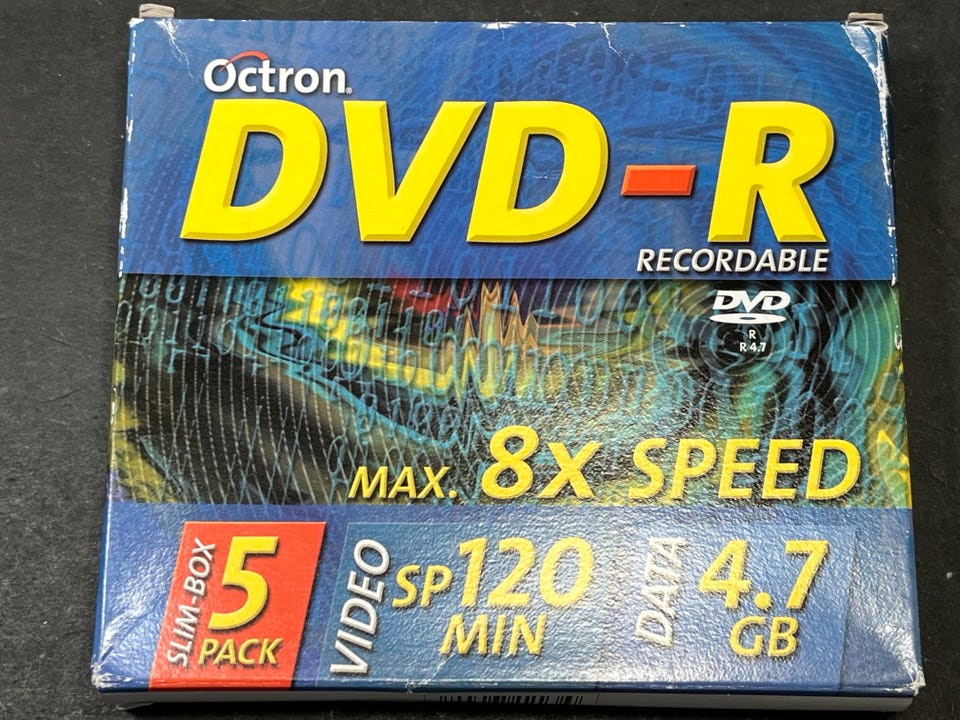 Octron®
DVD-R
RECORDABLE
DVD
R
R 4.7
MAX. 8x SPEED
SLIM-BOX
5
PACK
VIDEO
SP 120
MIN
DATA
4.7
GB